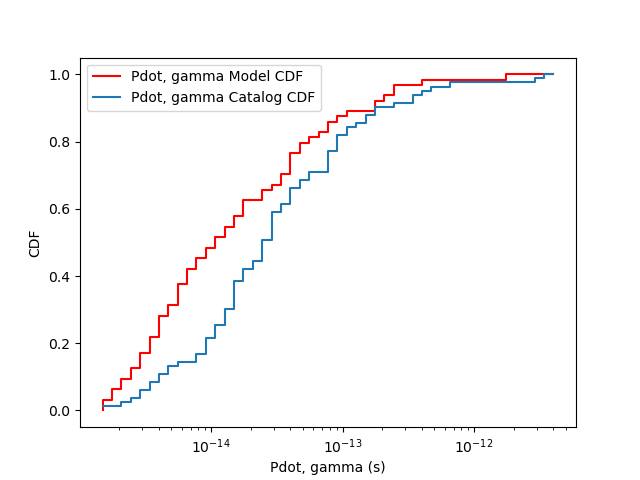 Pdot, gamma Model CDF
Pdot, gamma Catalog CDF
1.0
0.8
0.6
0.4
0.2
0.0
CDF
10⁻¹⁴
10⁻¹³
10⁻¹²
Pdot, gamma (s)